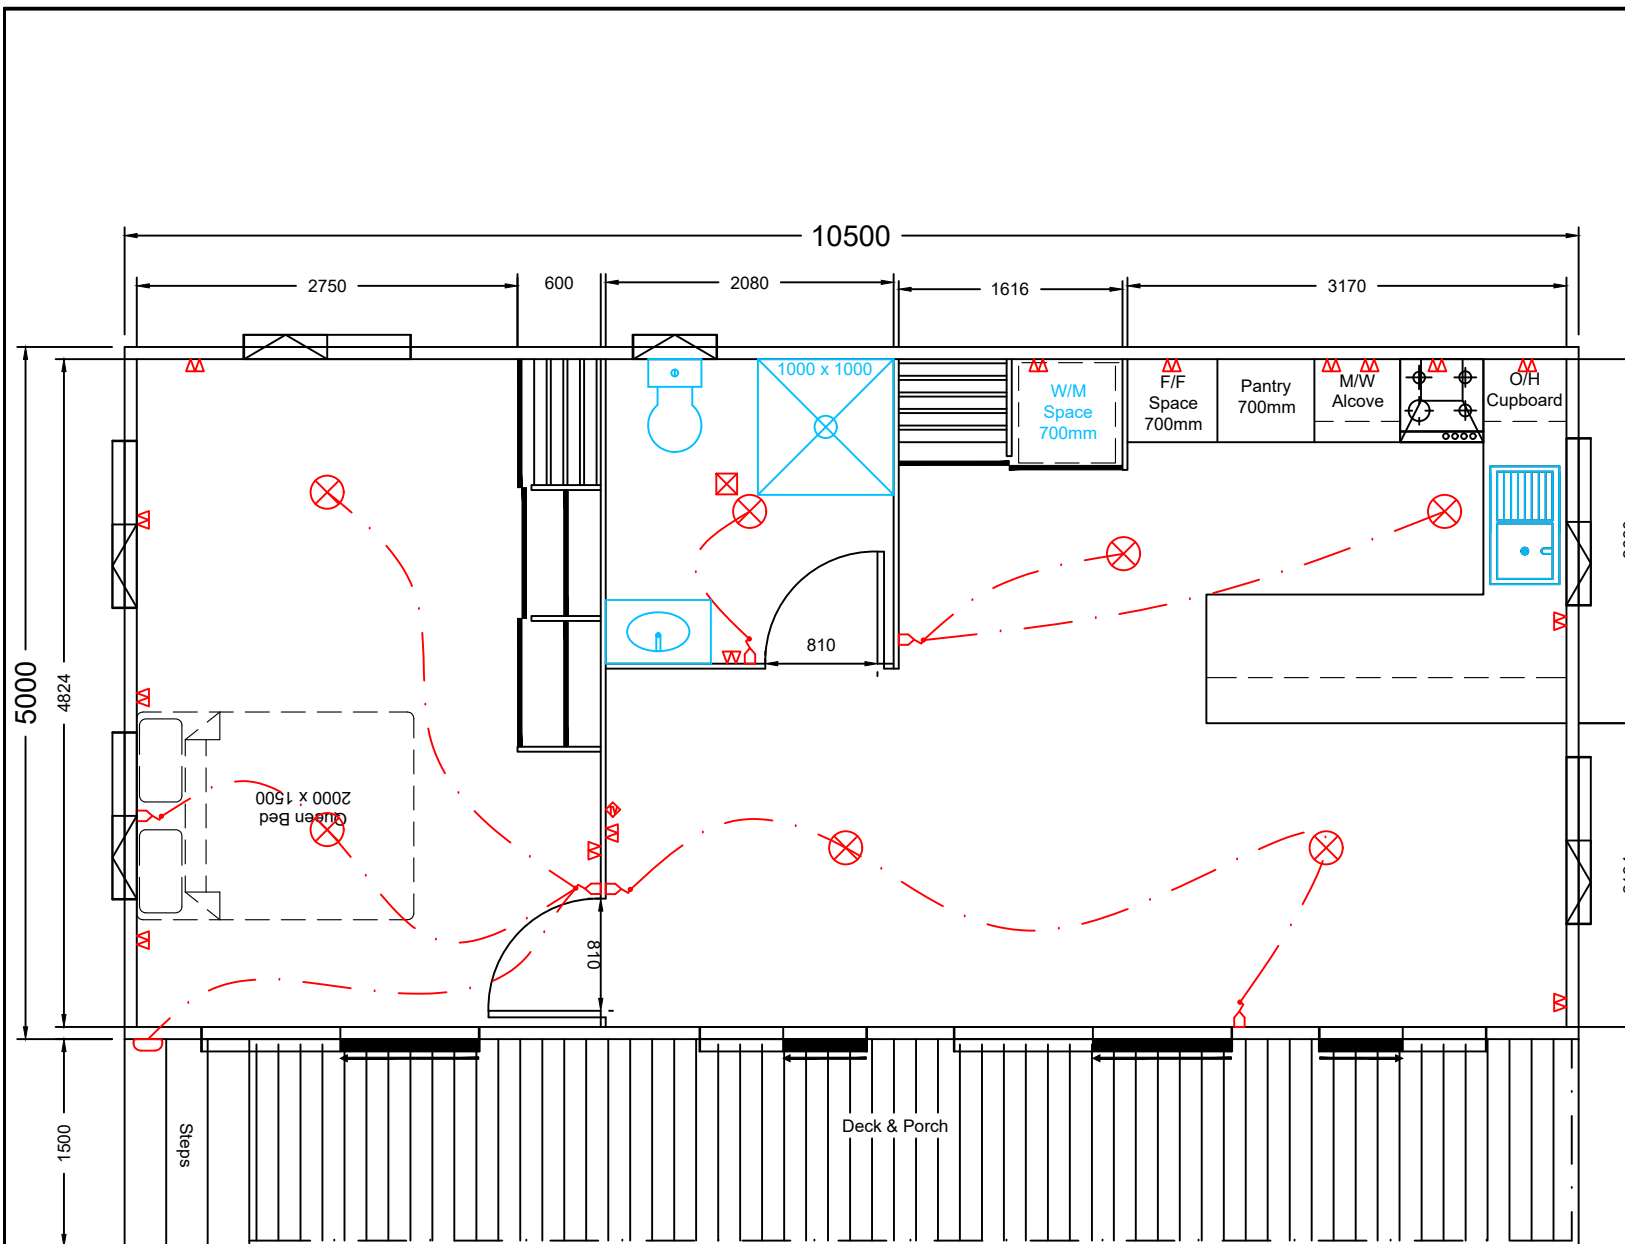 10500
2750
600
2080
1616
3170
1000 x 1000
W/M
Space
700mm
F/F
Space
700mm
Pantry
700mm
M/W
Alcove
O/H
Cupboard
5000
4824
810
Queen Bed
2000 x 1500
810
1500
Steps
Deck & Porch